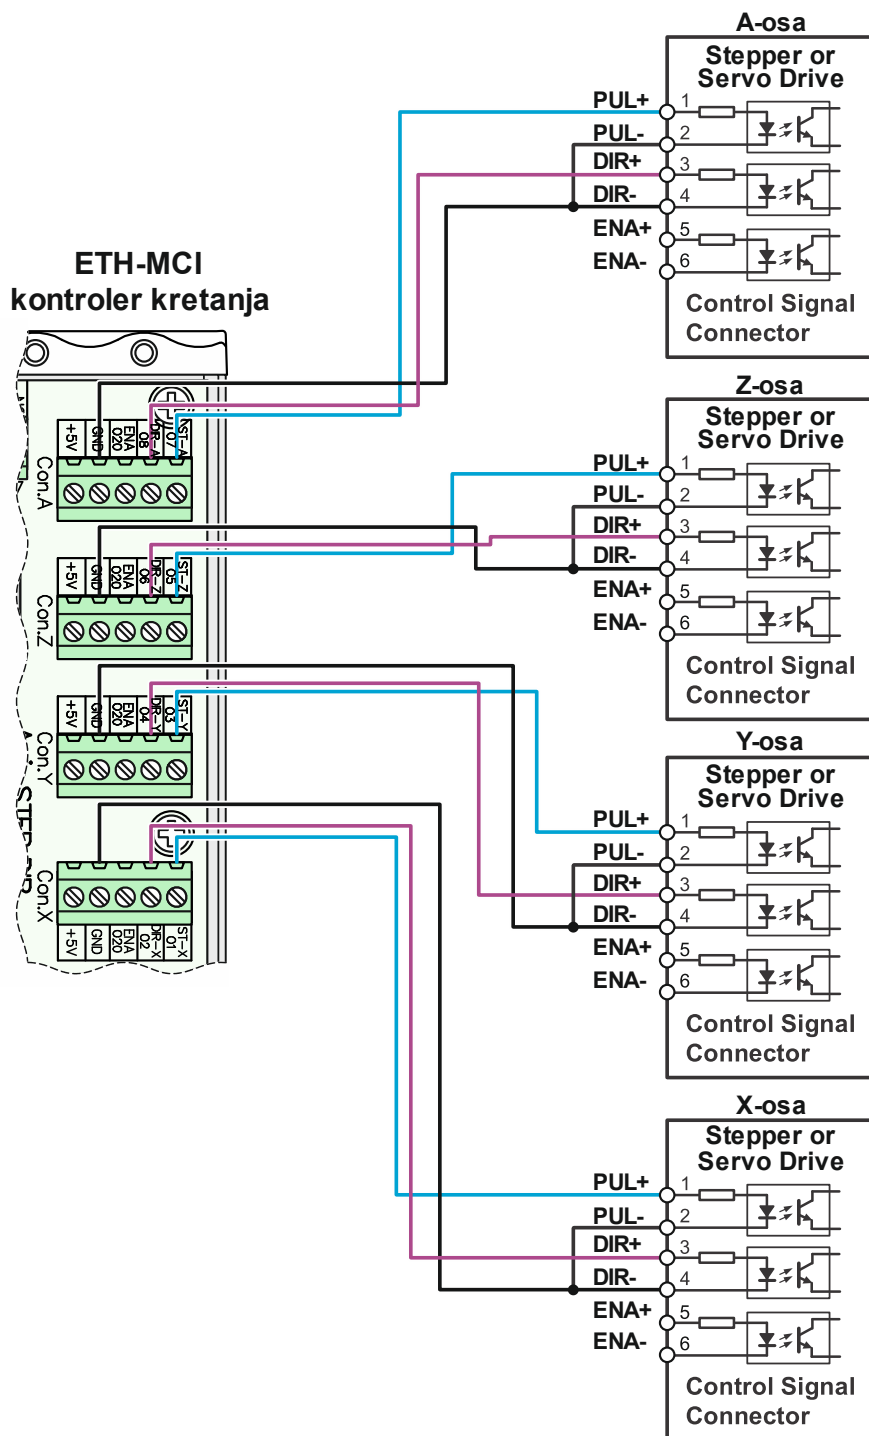 A-osa
Stepper or
Servo Drive
PUL+
1
PUL-
2
DIR+
3
DIR-
4
ENA+
5
ENA-
6
Control Signal
Connector
ETH-MCI
kontroler kretanja
+5V
GND
ENA
O20
DIR-A
O8
ST-A
O7
Con.A
Z-osa
Stepper or
Servo Drive
PUL+
1
PUL-
2
DIR+
3
DIR-
4
ENA+
5
ENA-
6
Control Signal
Connector
+5V
GND
ENA
O20
DIR-Z
O6
ST-Z
O5
Con.Z
Y-osa
Stepper or
Servo Drive
PUL+
1
PUL-
2
DIR+
3
DIR-
4
ENA+
5
ENA-
6
Control Signal
Connector
+5V
GND
ENA
O20
DIR-Y
O4
ST-Y
O3
Con.Y
Con.X
+5V
GND
ENA
O20
DIR-X
O2
ST-X
O1
X-osa
Stepper or
Servo Drive
PUL+
1
PUL-
2
DIR+
3
DIR-
4
ENA+
5
ENA-
6
Control Signal
Connector